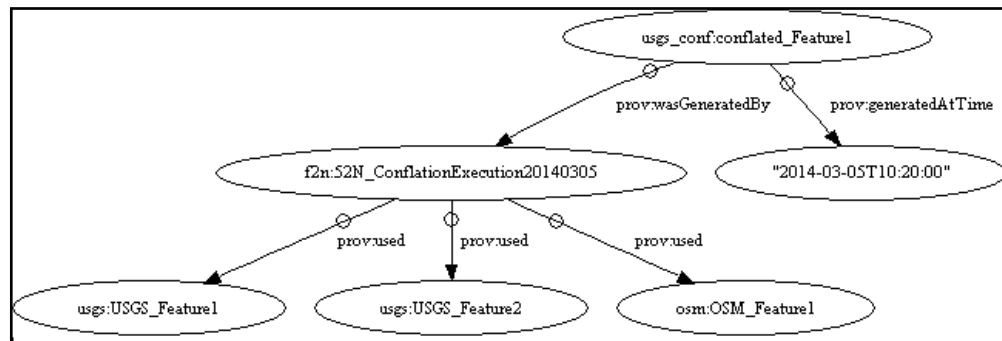 usgs_conf:conflated_Feature1
prov:wasGeneratedBy
prov:generatedAtTime
f2n:52N_ConflationExecution20140305
"2014-03-05T10:20:00"
prov:used
prov:used
prov:used
usgs:USGS_Feature1
usgs:USGS_Feature2
osm:OSM_Feature1